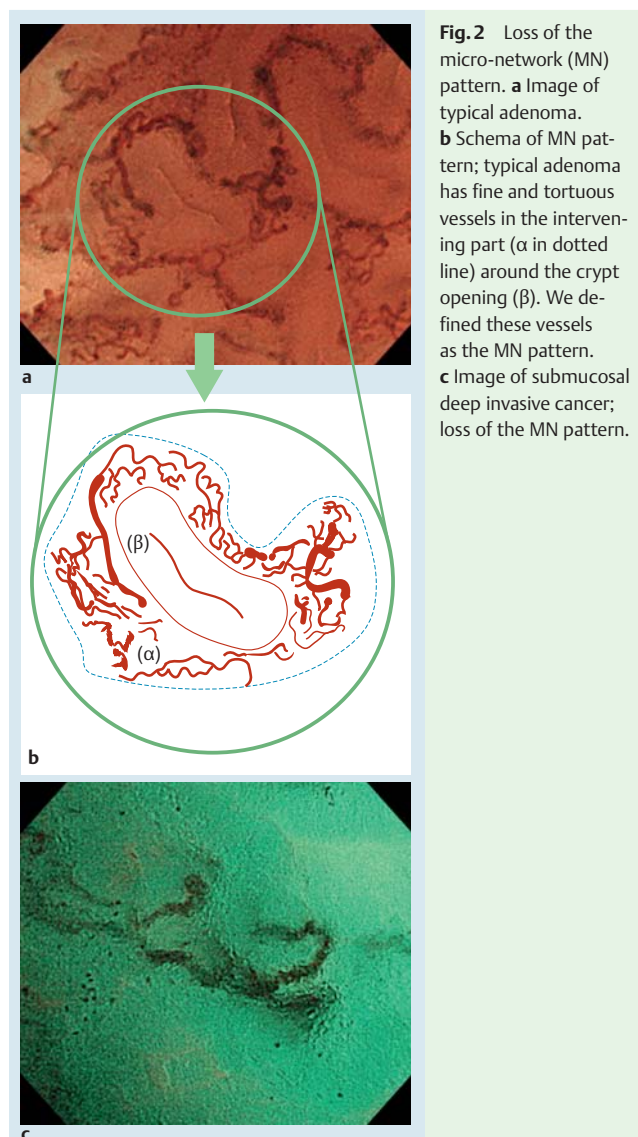 Fig. 2 Loss of the
micro-network (MN)
pattern. a Image of
typical adenoma.
b Schema of MN pat-
tern; typical adenoma
has fine and tortuous
vessels in the interven-
ing part (α in dotted
line) around the crypt
opening (β). We de-
fined these vessels
as the MN pattern.
c Image of submucosal
deep invasive cancer;
loss of the MN pattern.
a
(β)
(α)
b
c